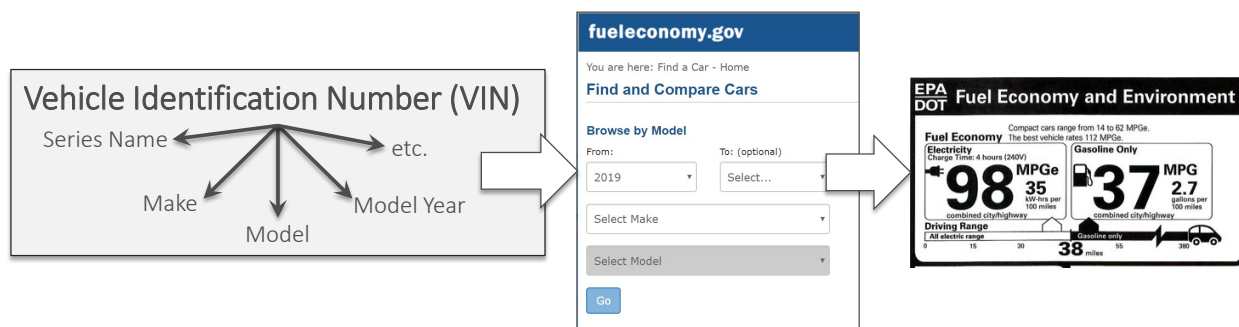 Vehicle Identification Number (VIN)
Series Name
etc.
Make
Model Year
Model
fueleconomy.gov
You are here: Find a Car - Home
Find and Compare Cars
Browse by Model
From:
To: (optional)
2019
Select...
Select Make
Select Model
Go
EPA
DOT
Fuel Economy and Environment
Fuel Economy
Compact cars range from 14 to 62 MPGe.
The best vehicle rates 112 MPGe.
Electricity
Charge Time: 4 hours (240V)
98
MPGe
35
kW-hrs per
100 miles
combined city/highway
Gasoline Only
37
MPG
2.7
gallons per
100 miles
combined city/highway
Driving Range
All electric range
Gasoline only
0 15 30 38 miles 55 380